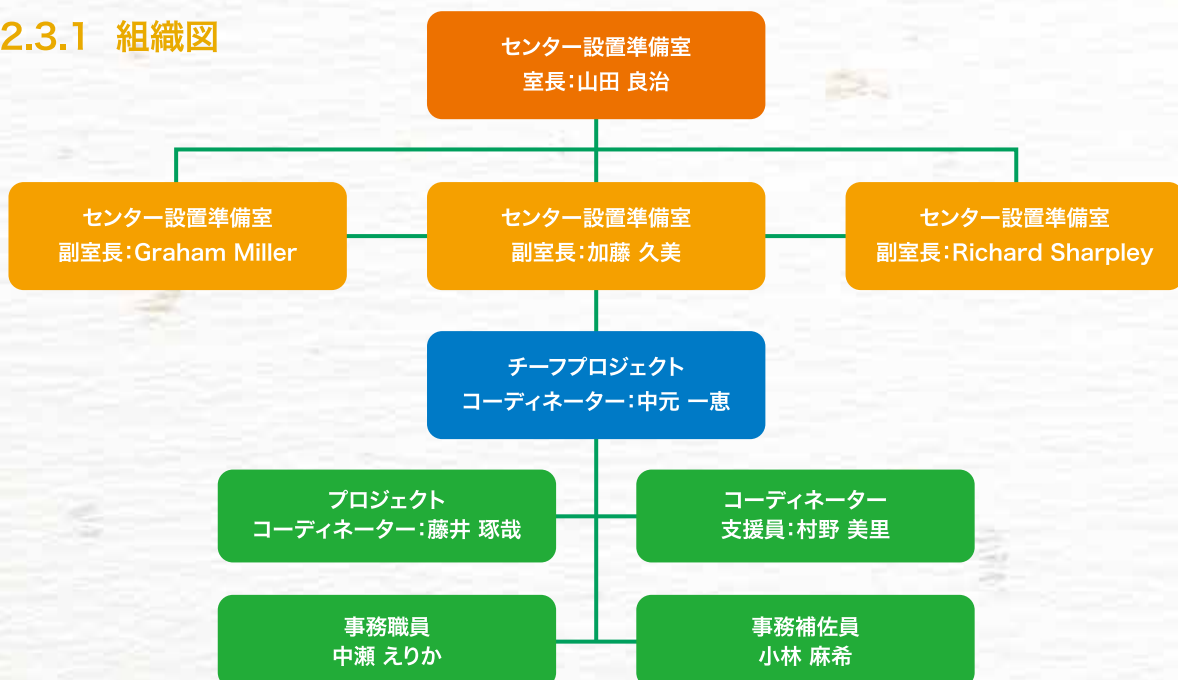 2.3.1 組織図
センター設置準備室
室長：山田 良治
センター設置準備室
副室長：Graham Miller
センター設置準備室
副室長：加藤 久美
センター設置準備室
副室長：Richard Sharpley
チーフプロジェクト
コーディネーター：中元 一恵
プロジェクト
コーディネーター：藤井 琢哉
コーディネーター
支援員：村野 美里
事務職員
中瀬 えりか
事務補佐員
小林 麻希